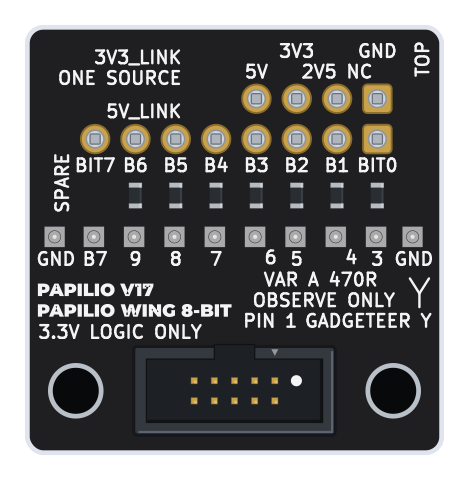 3V3_LINK
ONE SOURCE
3V3 GND
5V 2V5 NC
TOP
5V_LINK
SPARE
BIT7 B6 B5 B4 B3 B2 B1 BIT0
GND B7 9 8 7 6 5 4 3 GND
PAPILIO V17
PAPILIO WING 8-BIT
3.3V LOGIC ONLY
VAR A 470R
OBSERVE ONLY
PIN 1 GADGETEER Y
Y